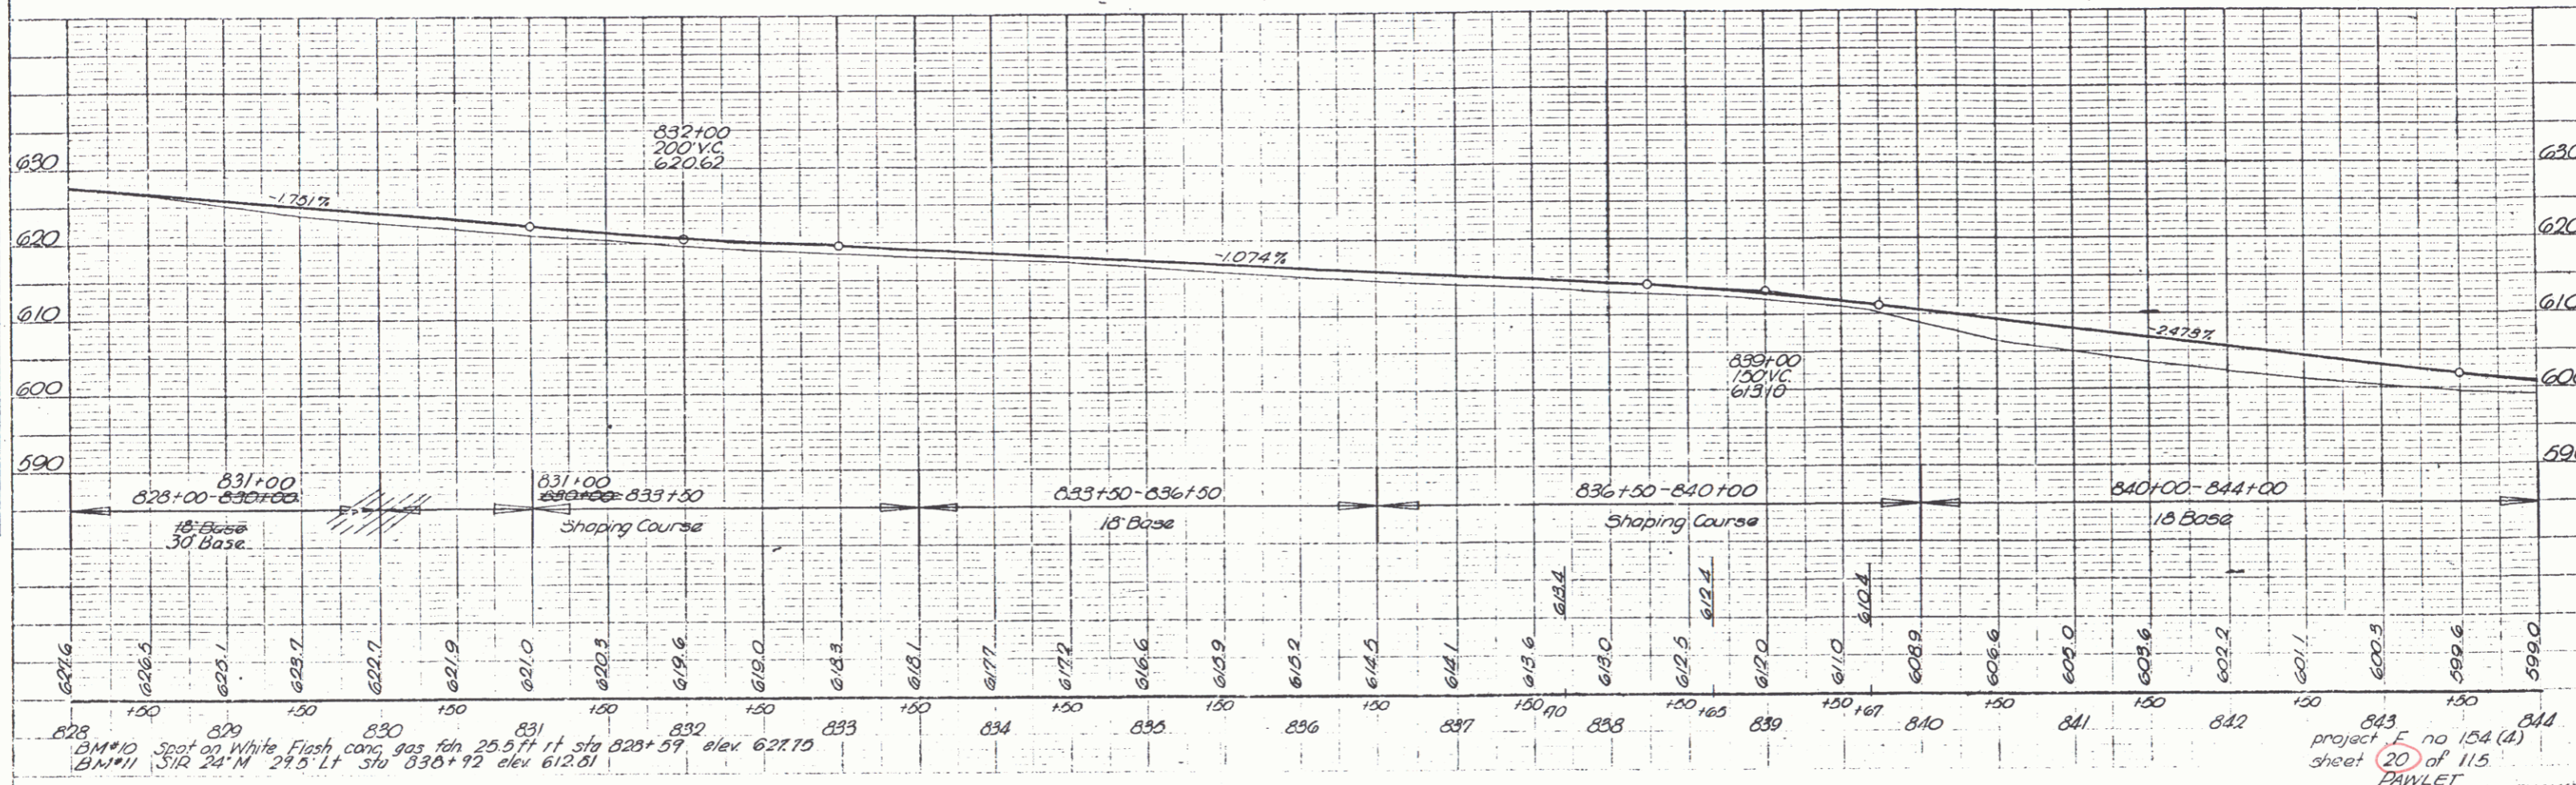 832+00
200' V.C.
620.62
630
630
-1.751%
620
620
-1.074%
610
610
-2.478%
839+00
150' V.C.
613.10
600
590
831+00
828+00-830+00
18" Base
30" Base
831+00
830+00-833+50
Shaping Course
833+50-836+50
18" Base
836+50-840+00
Shaping Course
840+00-844+00
18" Base
613.4
612.4
610.4
627.6 626.5 625.1 623.7 622.7 621.9 621.0 620.3 619.6 619.0 618.3 618.1 617.7 617.2 616.6 615.9 615.2 614.5 614.1 613.6 613.0 612.5 612.0 611.0 608.9 606.6 605.0 603.6 602.2 601.1 600.3 599.6 599.0
+50 +50 +50 +50 +50 +50 +50 +50 +50 +50 +70 +50 +65 +50 +67 +50 +50 +50 +50
828 829 830 831 832 833 834 835 836 837 838 839 840 841 842 843 844
BM#10 Spot on White Flash conc gas fdn 25.5 ft rt sta 828+59 elev. 627.75
BM#11 SIR 24" M 29.5' Lt sta 838+92 elev 612.81
project F no 154 (4)
sheet 20 of 115
PAWLET